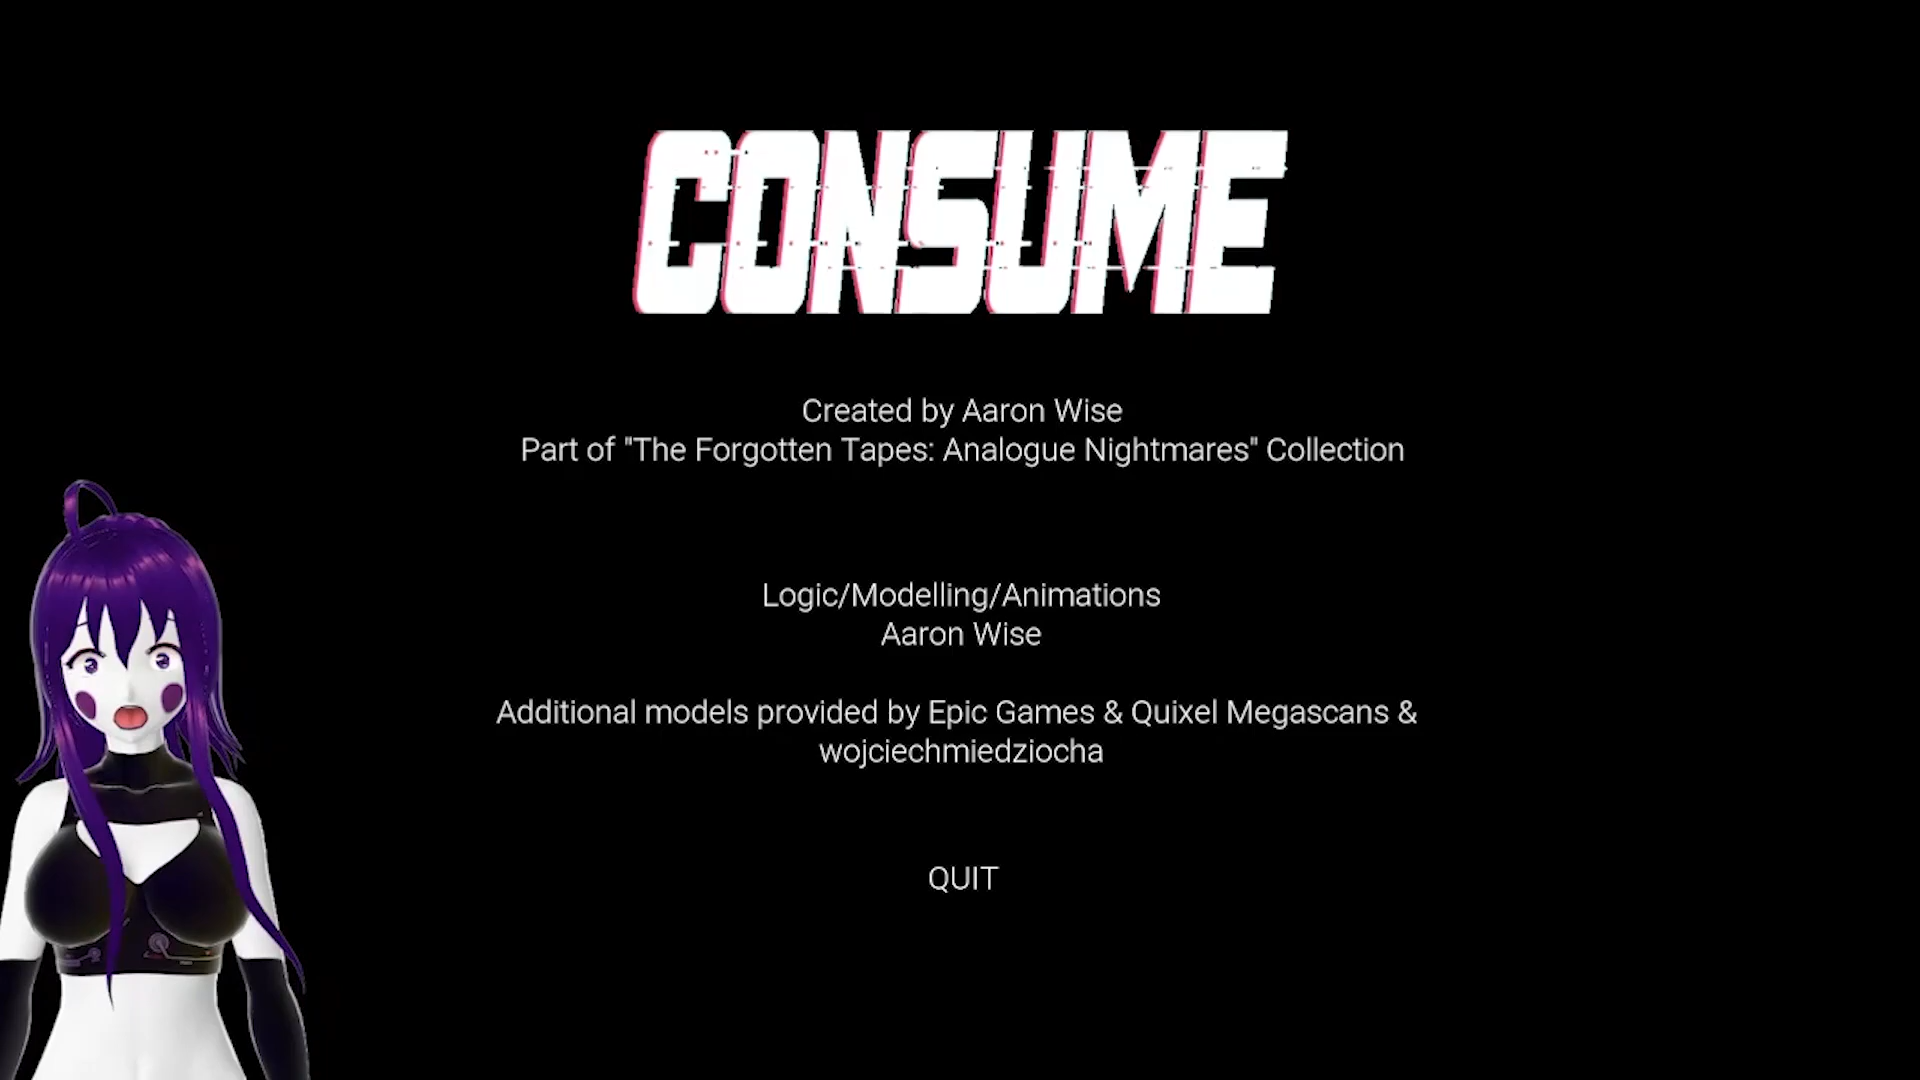 CONSUME
Created by Aaron Wise
Part of "The Forgotten Tapes: Analogue Nightmares" Collection
Logic/Modelling/Animations
Aaron Wise
Additional models provided by Epic Games & Quixel Megascans &
wojciechmiedziocha
QUIT